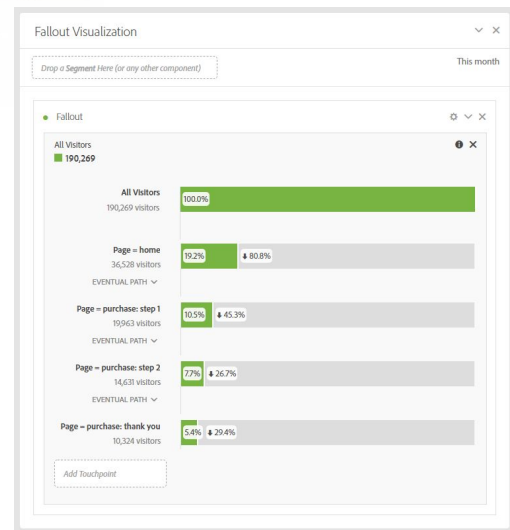 Fallout Visualization
Drop a Segment Here (or any other component)
This month
Fallout
All Visitors
190,269
All Visitors
190,269 visitors
100.0%
Page = home
36,528 visitors
19.2%
80.8%
EVENTUAL PATH
Page = purchase: step 1
19,963 visitors
10.5%
45.3%
EVENTUAL PATH
Page = purchase: step 2
14,631 visitors
7.7%
26.7%
EVENTUAL PATH
Page = purchase: thank you
10,324 visitors
5.4%
29.4%
Add Touchpoint